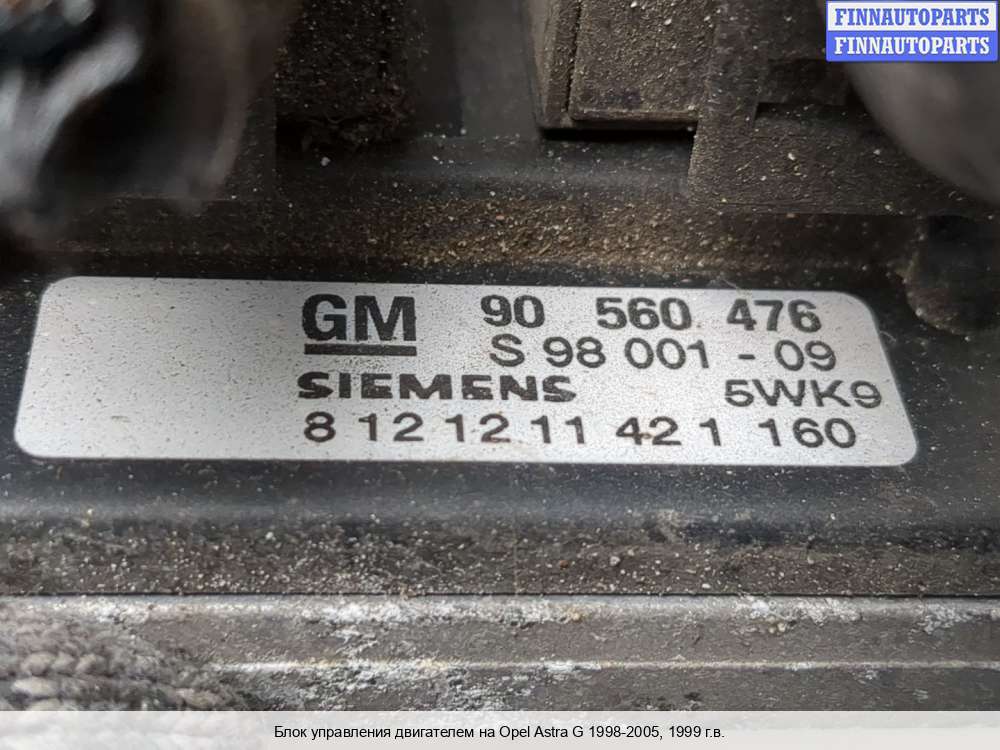 FINNAUTOPARTS
FINNAUTOPARTS
GM 90 560 476
S 98 001 - 09
SIEMENS 5WK9
8 121 12 11 42 1 160
Блок управления двигателем на Opel Astra G 1998-2005, 1999 г.в.